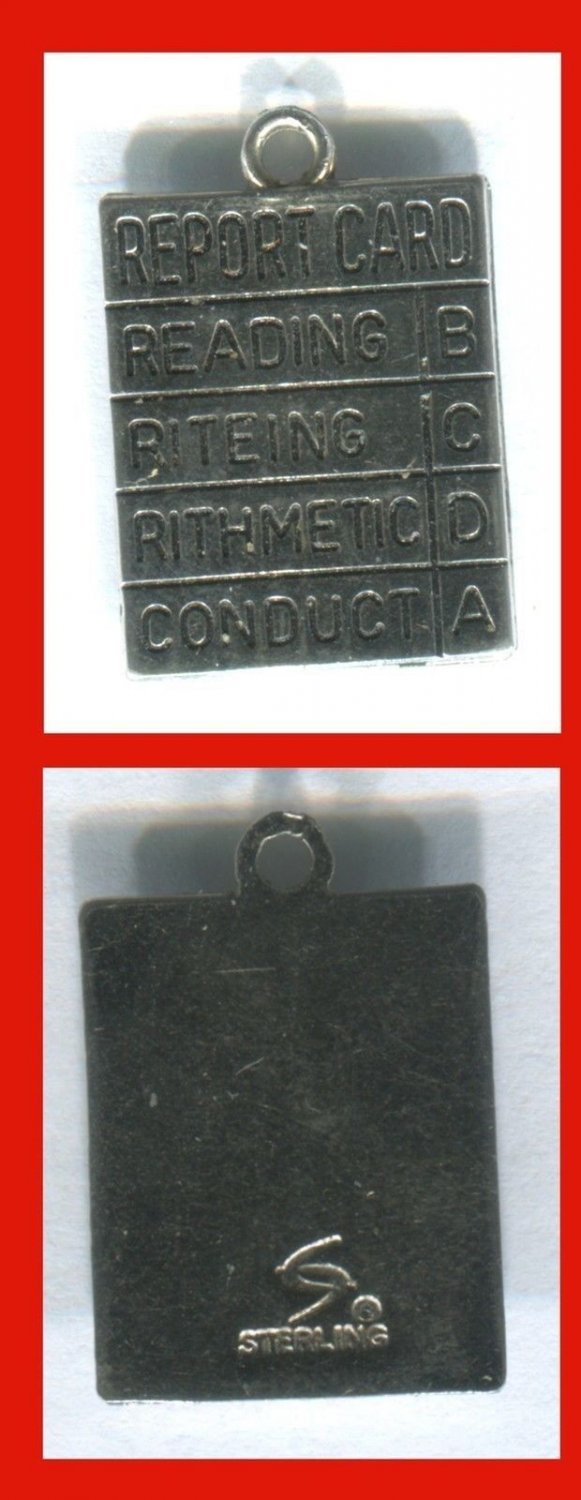 REPORT CARD
READING B
RITEING C
RITHMETIC D
CONDUCT A
S ©
STERLING